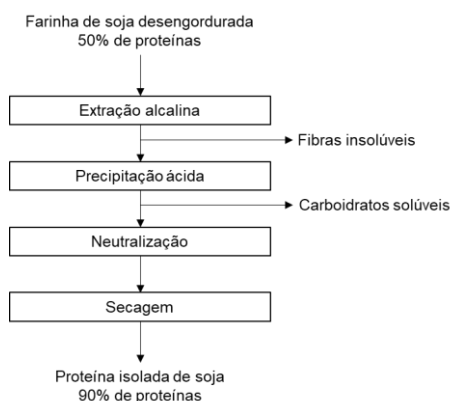 Farinha de soja desengordurada
50% de proteínas
Extração alcalina
Fibras insolúveis
Precipitação ácida
Carboidratos solúveis
Neutralização
Secagem
Proteína isolada de soja
90% de proteínas